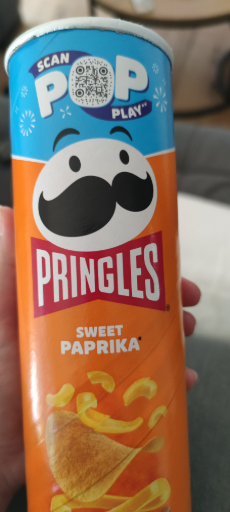 SCAN
POP
PLAY**
PRINGLES
SWEET
PAPRIKA*